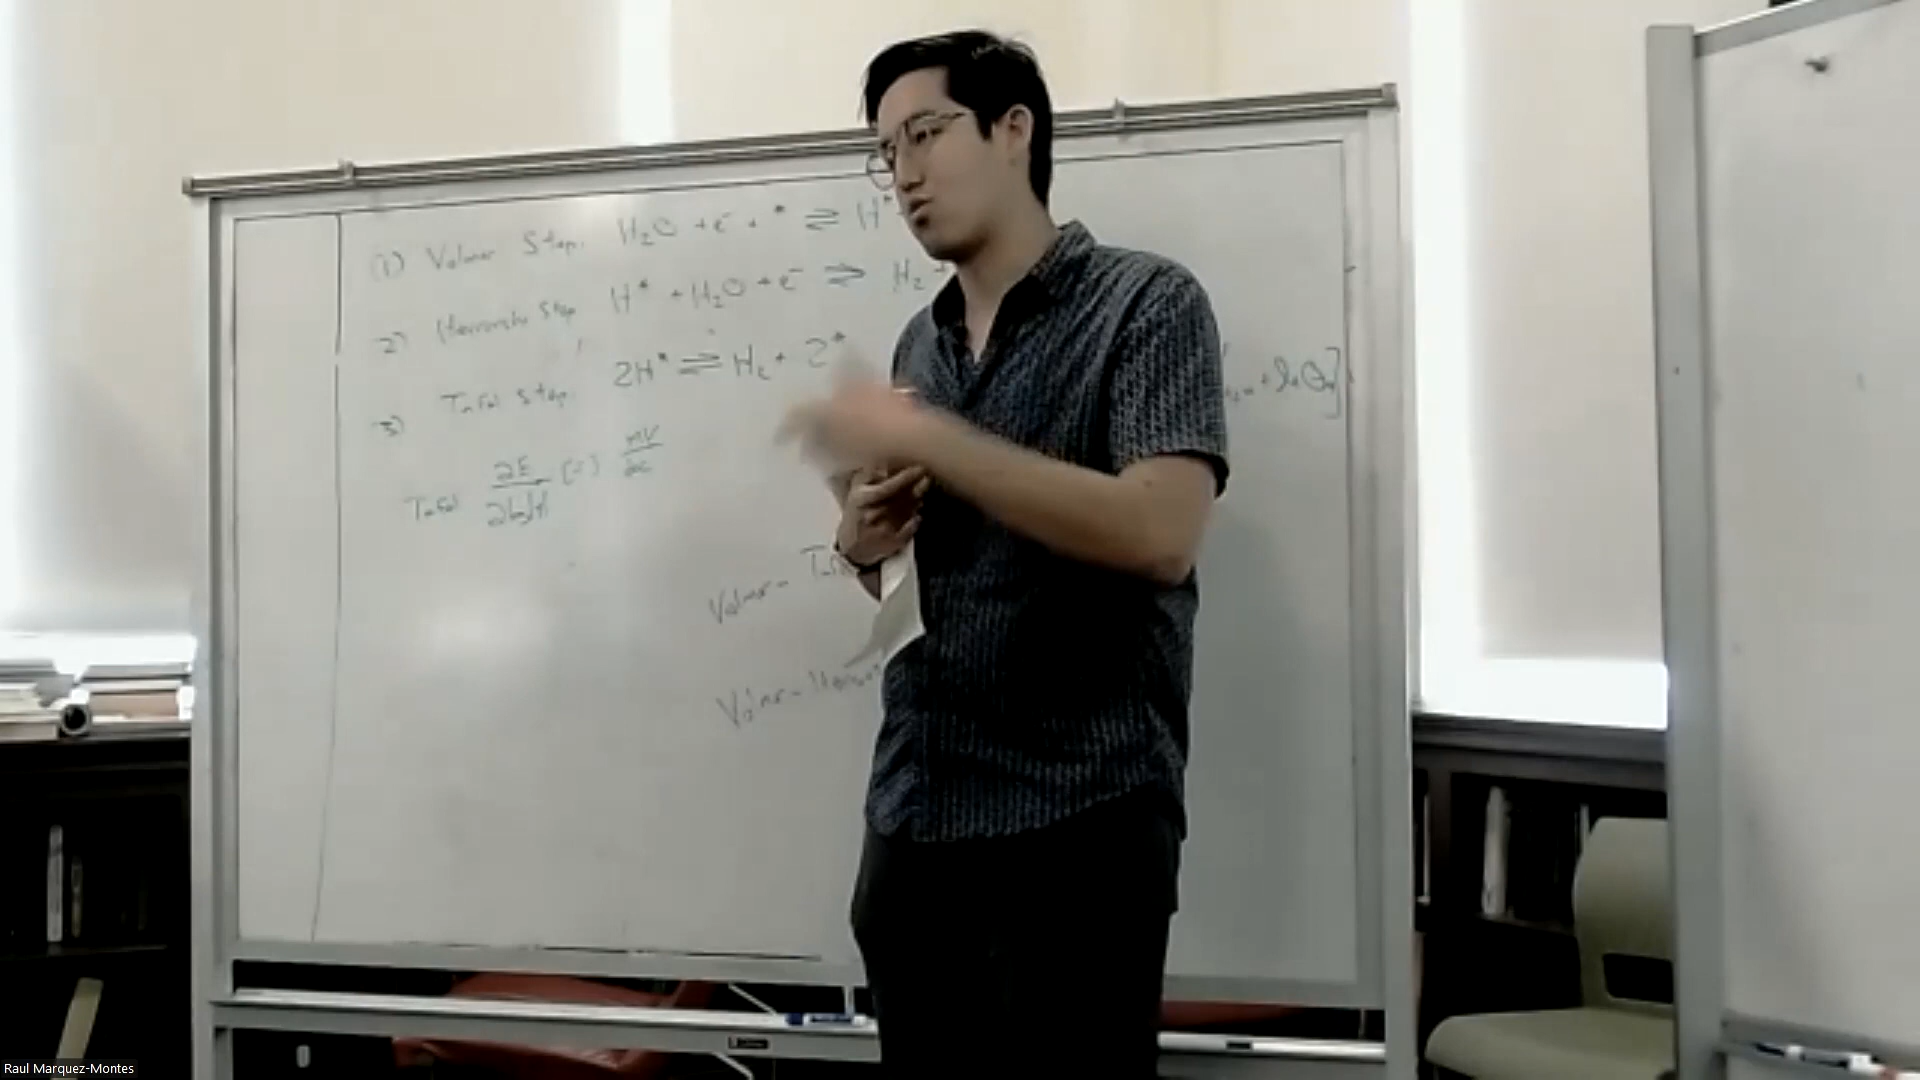 (1) Volmer Step. H₂O + e⁻ + * ⇌ H*
2) Heyrovsky Step H* + H₂O + e⁻ ⇌ H₂ +
3) Tafel Step. 2H* ⇌ H₂ + 2*
+ ln Θ]
Tafel ∂E/∂log|i| (=) mV/dec
Volmer -
Volmer - Heyrovsky
Raul Marquez-Montes